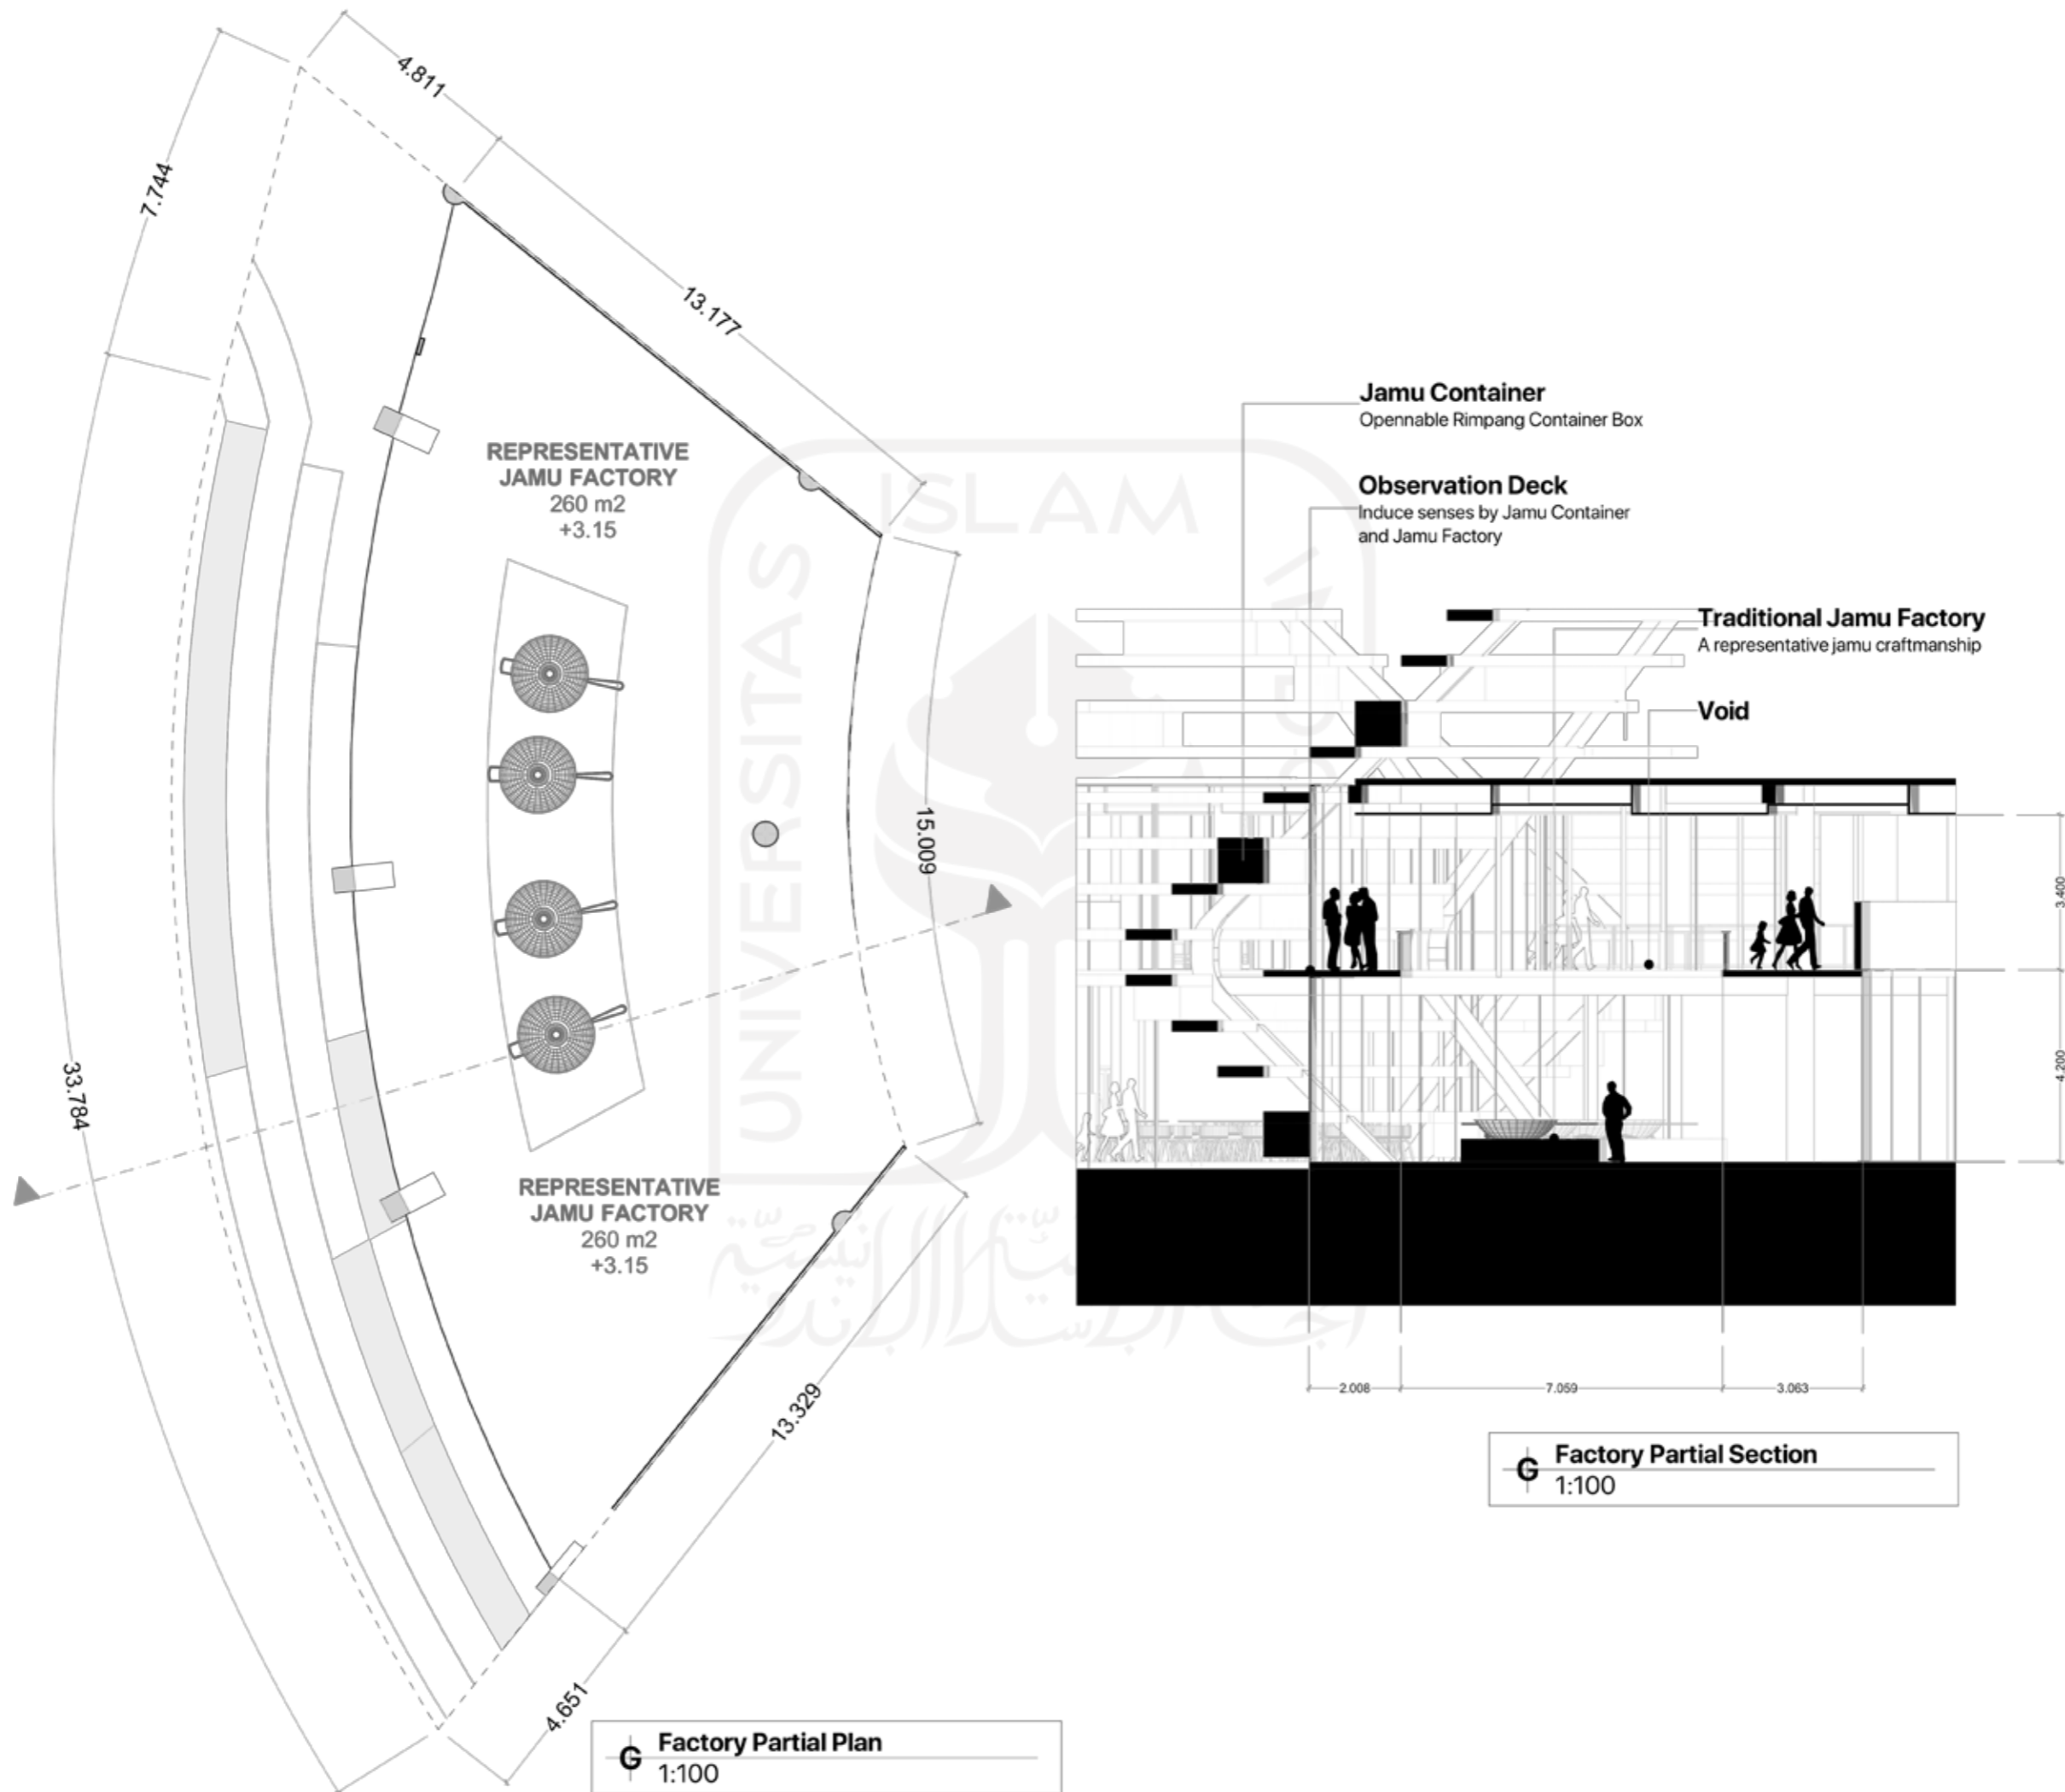 4.811
7.744
13.177
REPRESENTATIVE
JAMU FACTORY
260 m2
+3.15
15.009
33.784
REPRESENTATIVE
JAMU FACTORY
260 m2
+3.15
13.329
4.651
G Factory Partial Plan
1:100
Jamu Container
Opennable Rimpang Container Box
Observation Deck
Induce senses by Jamu Container
and Jamu Factory
Traditional Jamu Factory
A representative jamu craftmanship
Void
3.400
4.200
2.008
7.059
3.063
G Factory Partial Section
1:100
UNIVERSITAS
ISLAM